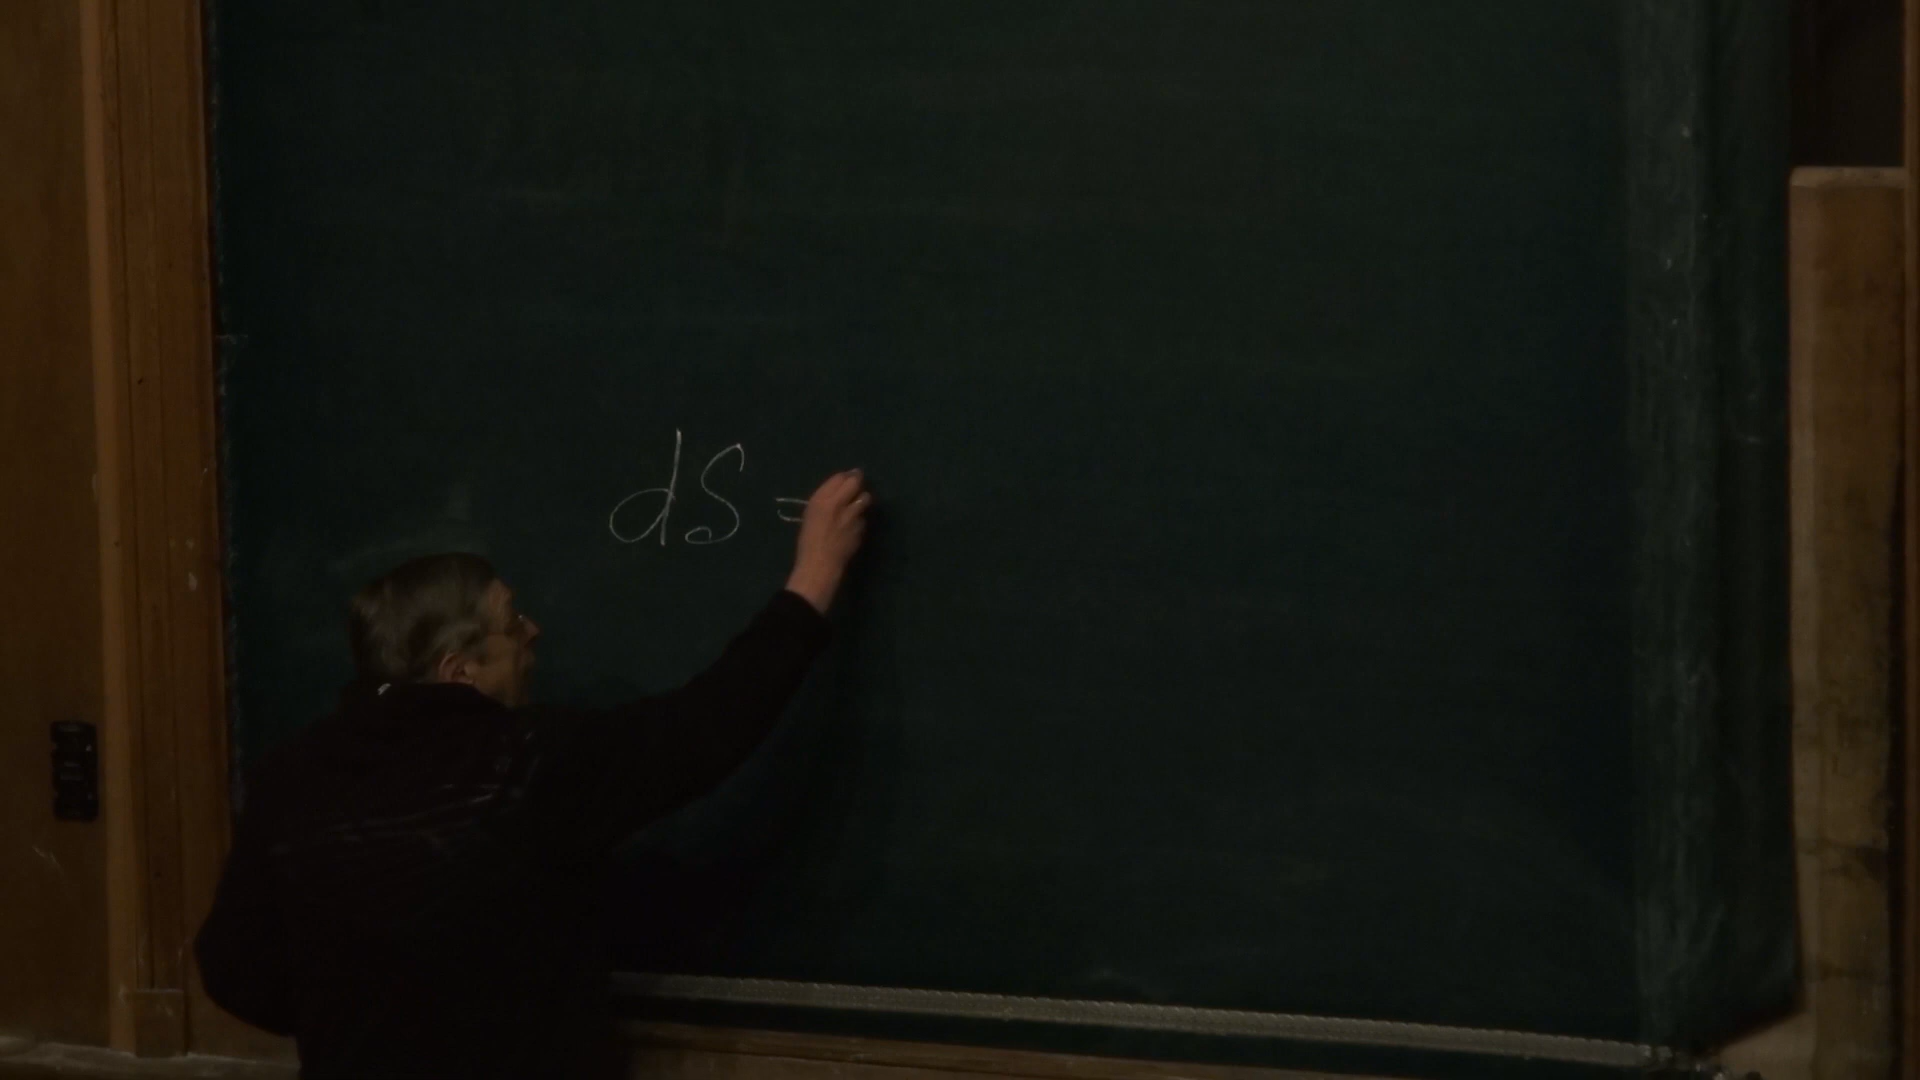 dS =